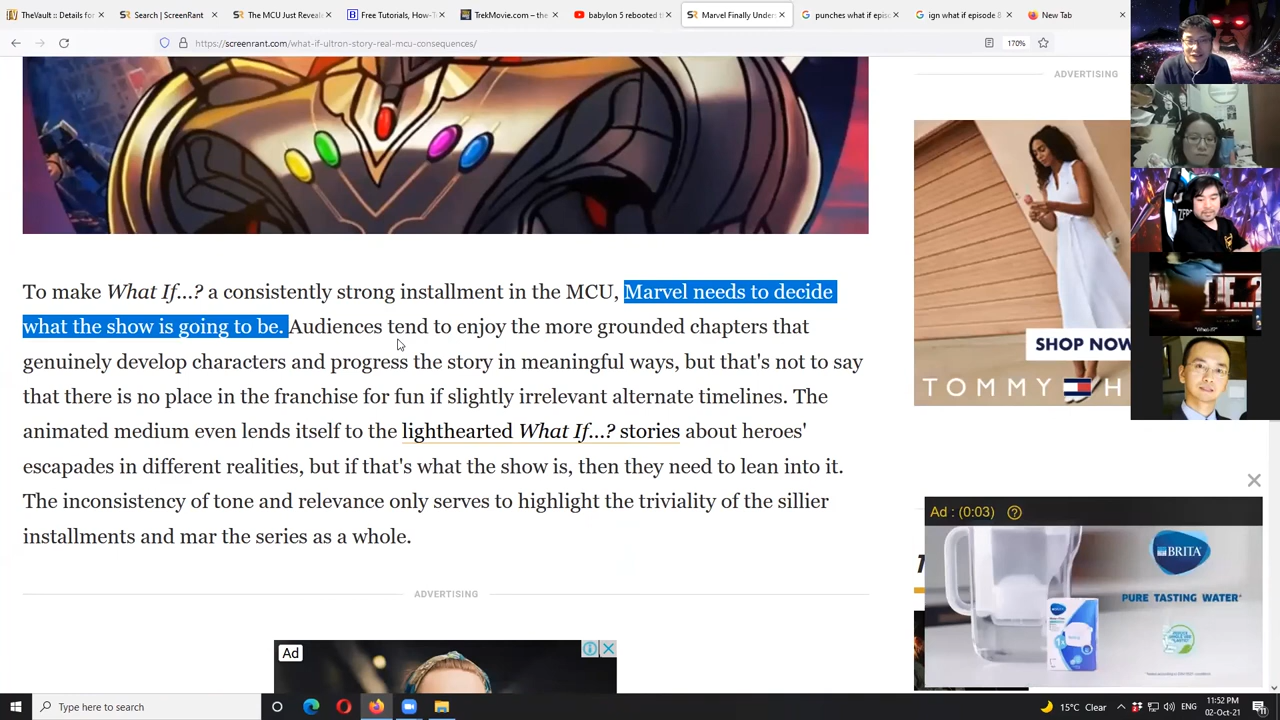 TheVault :: Details for
Search | ScreenRant
The MCU Just Reveale
Free Tutorials, How-T
TrekMovie.com – the
babylon 5 rebooted th
Marvel Finally Under
punches what if episo
ign what if episode 8
New Tab
https://screenrant.com/what-if-ultron-story-real-mcu-consequences/
170%
ADVERTISING
To make What If...? a consistently strong installment in the MCU, Marvel needs to decide
what the show is going to be. Audiences tend to enjoy the more grounded chapters that
genuinely develop characters and progress the story in meaningful ways, but that's not to say
that there is no place in the franchise for fun if slightly irrelevant alternate timelines. The
animated medium even lends itself to the lighthearted What If...? stories about heroes'
escapades in different realities, but if that's what the show is, then they need to lean into it.
The inconsistency of tone and relevance only serves to highlight the triviality of the sillier
installments and mar the series as a whole.
ADVERTISING
Ad
SHOP NOW
TOMMY H
WHAT IF...?
Ad : (0:03)
BRITA
PURE TASTING WATER*
Type here to search
15°C Clear
ENG
11:52 PM
02-Oct-21